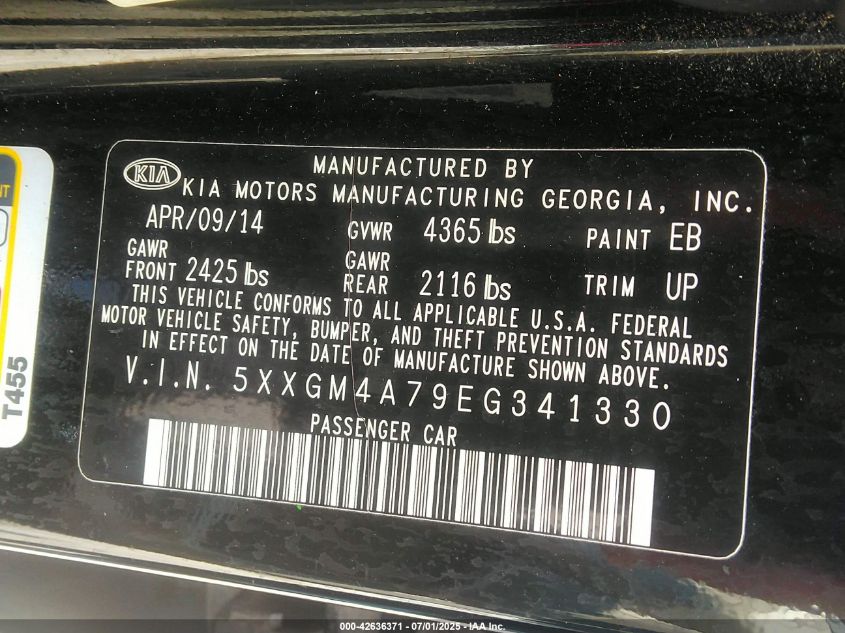 MANUFACTURED BY
KIA KIA MOTORS MANUFACTURING GEORGIA, INC.
APR/09/14 GVWR 4365 lbs PAINT EB
GAWR FRONT 2425 lbs GAWR REAR 2116 lbs TRIM UP
THIS VEHICLE CONFORMS TO ALL APPLICABLE U.S.A. FEDERAL
MOTOR VEHICLE SAFETY, BUMPER, AND THEFT PREVENTION STANDARDS
IN EFFECT ON THE DATE OF MANUFACTURE SHOWN ABOVE.
V.I.N. 5XXGM4A79EG341330
PASSENGER CAR
T455
000-42636371 - 07/01/2025 - IAA Inc.